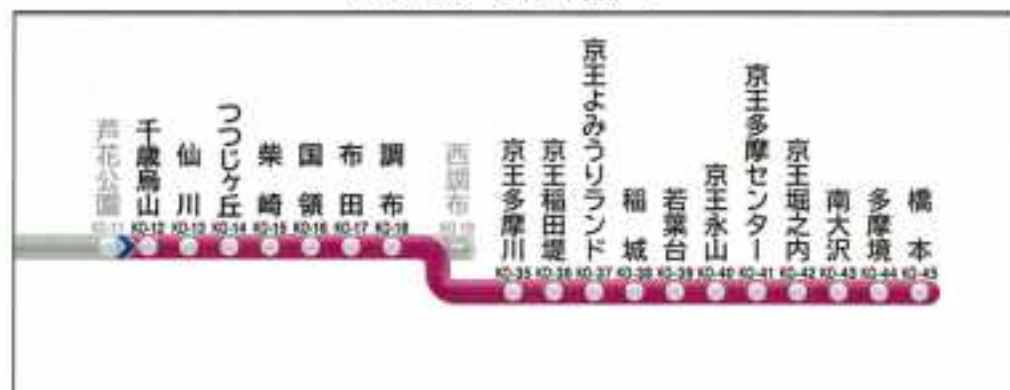 芦花公園
千歳烏山
仙川
つつじヶ丘
柴崎
国領
布田
調布
西調布
京王多摩川
京王稲田堤
京王よみうりランド
稲城
若葉台
京王永山
京王多摩センター
京王堀之内
南大沢
多摩境
橋本
KO-11
KO-12
KO-13
KO-14
KO-15
KO-16
KO-17
KO-18
KO-19
KO-35
KO-36
KO-37
KO-38
KO-39
KO-40
KO-41
KO-42
KO-43
KO-44
KO-45